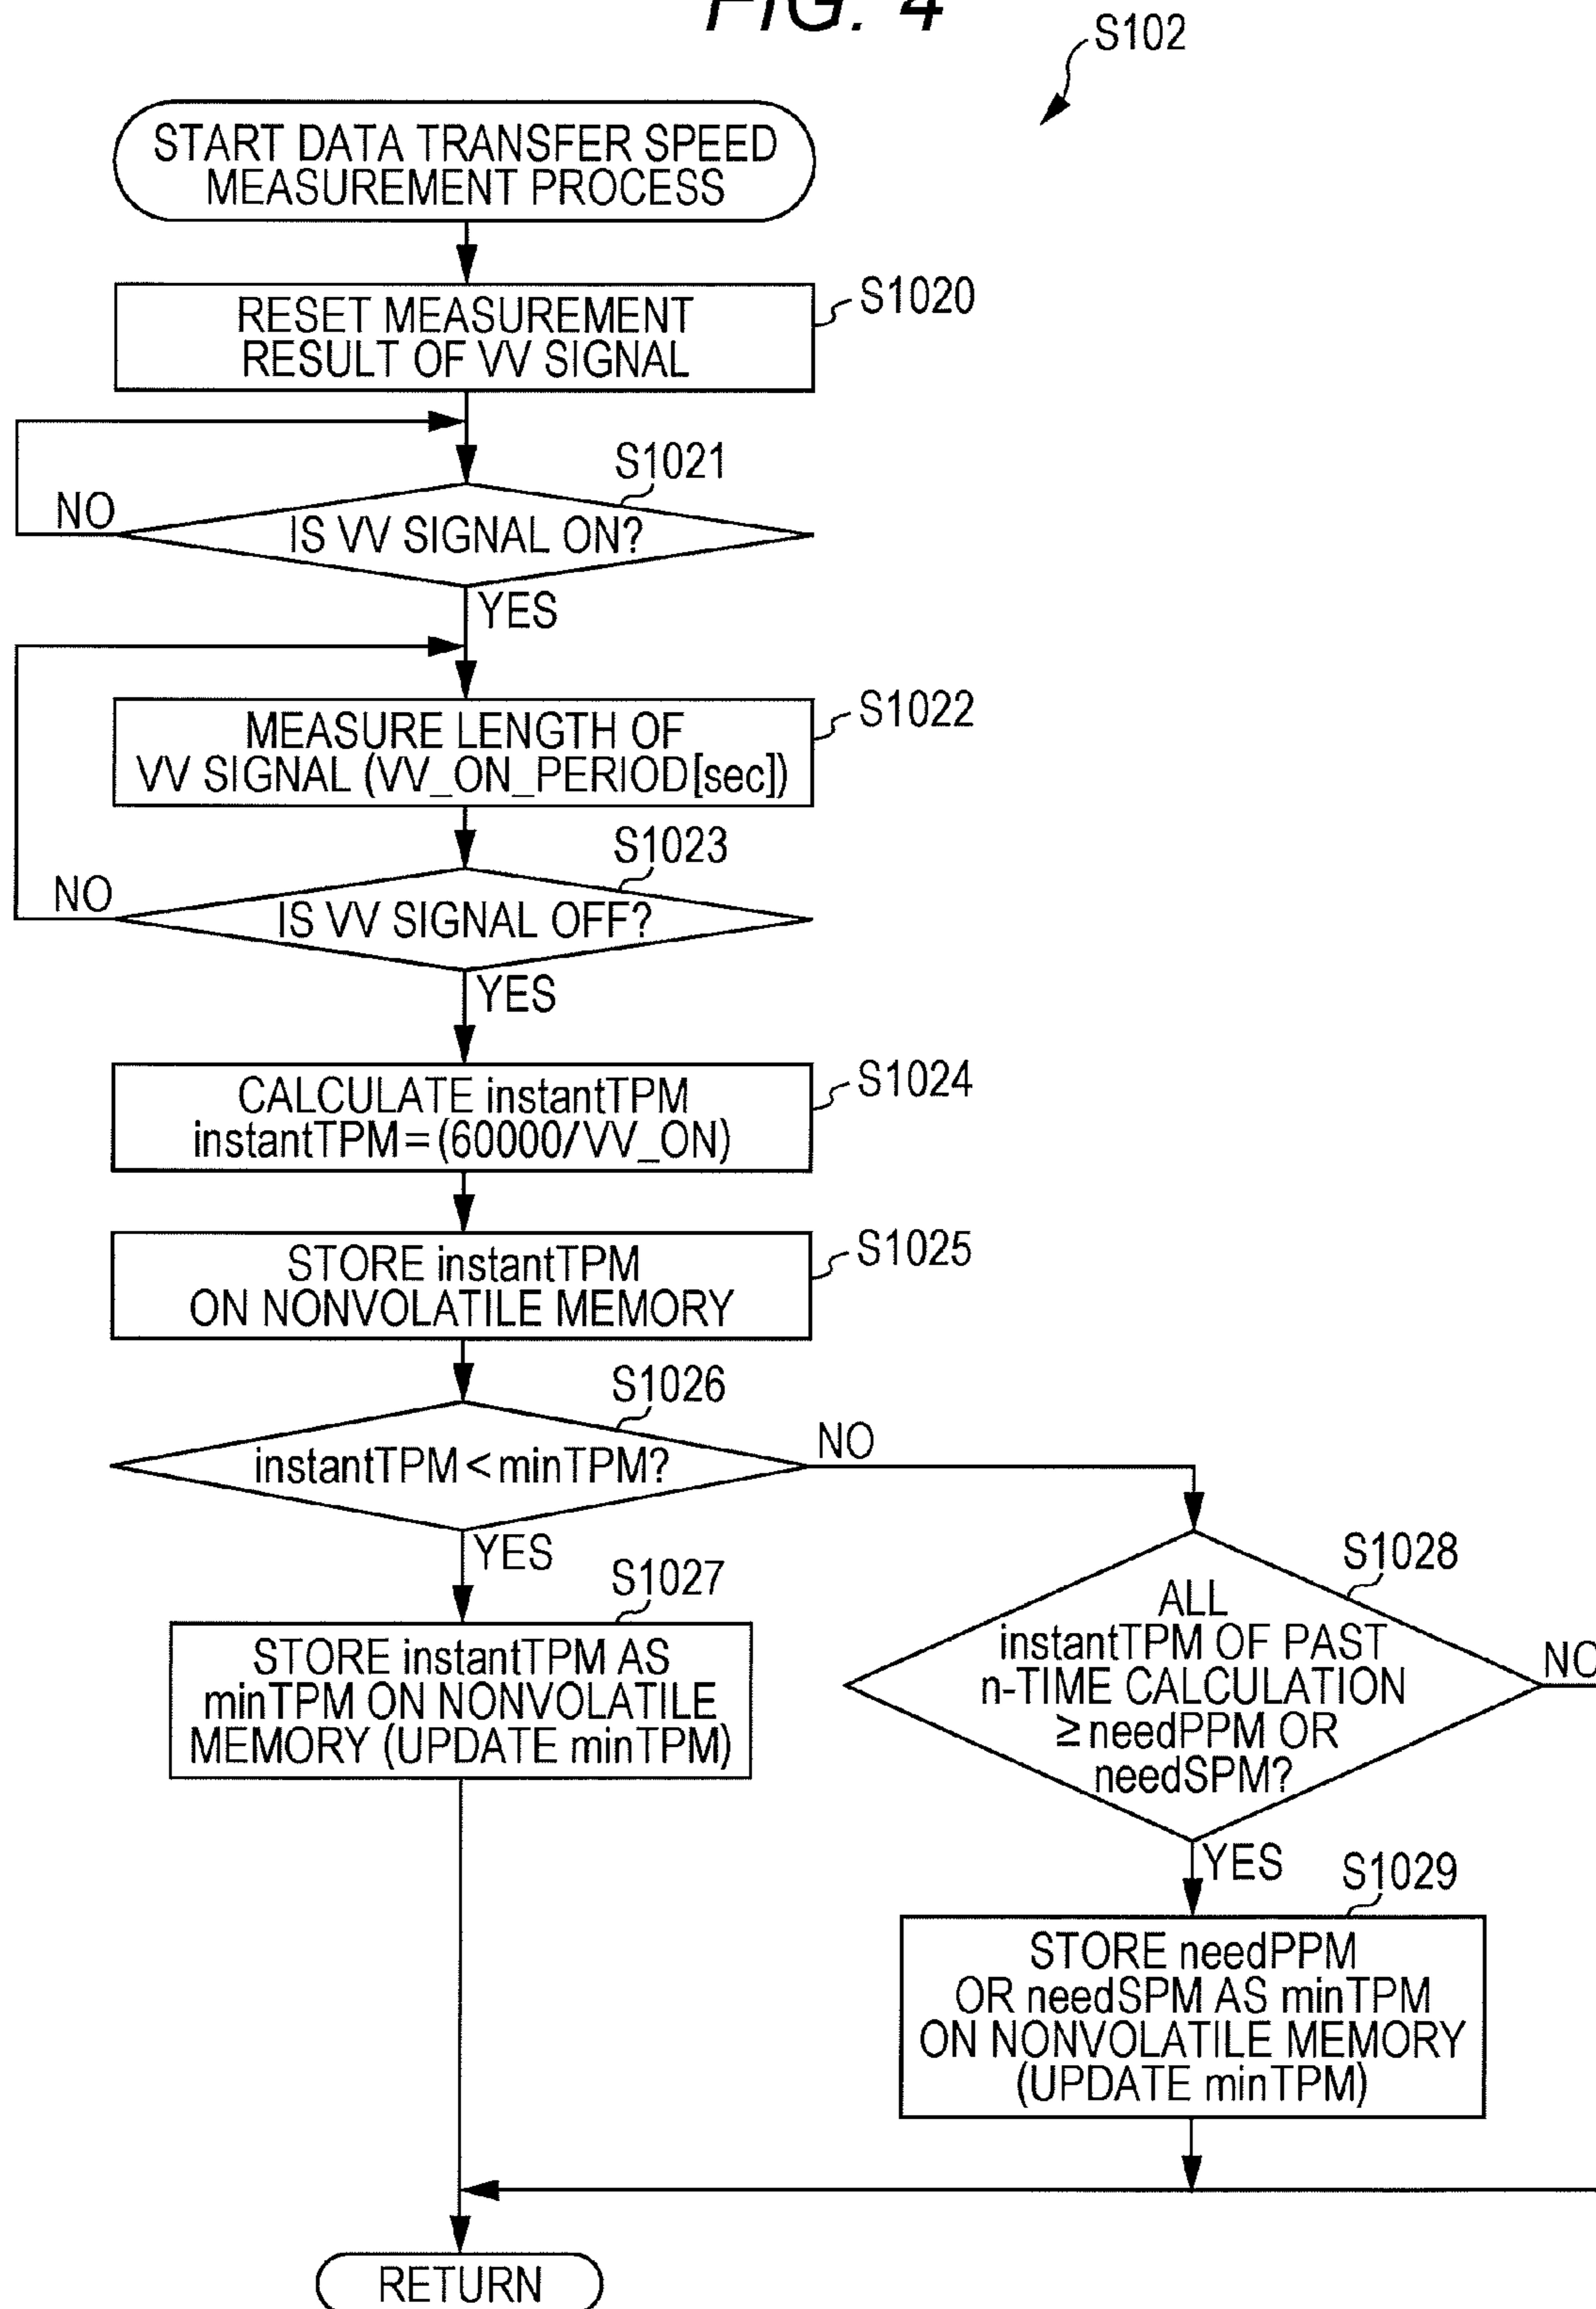 FIG. 4
S102
START DATA TRANSFER SPEED
MEASUREMENT PROCESS
S1020
RESET MEASUREMENT
RESULT OF VV SIGNAL
S1021
NO
IS VV SIGNAL ON?
YES
S1022
MEASURE LENGTH OF
VV SIGNAL (VV_ON_PERIOD[sec])
S1023
NO
IS VV SIGNAL OFF?
YES
S1024
CALCULATE instantTPM
instantTPM=(60000/VV_ON)
S1025
STORE instantTPM
ON NONVOLATILE MEMORY
S1026
instantTPM<minTPM?
NO
YES
S1027
STORE instantTPM AS
minTPM ON NONVOLATILE
MEMORY (UPDATE minTPM)
S1028
ALL
instantTPM OF PAST
n-TIME CALCULATION
≥needPPM OR
needSPM?
NO
YES
S1029
STORE needPPM
OR needSPM AS minTPM
ON NONVOLATILE MEMORY
(UPDATE minTPM)
RETURN